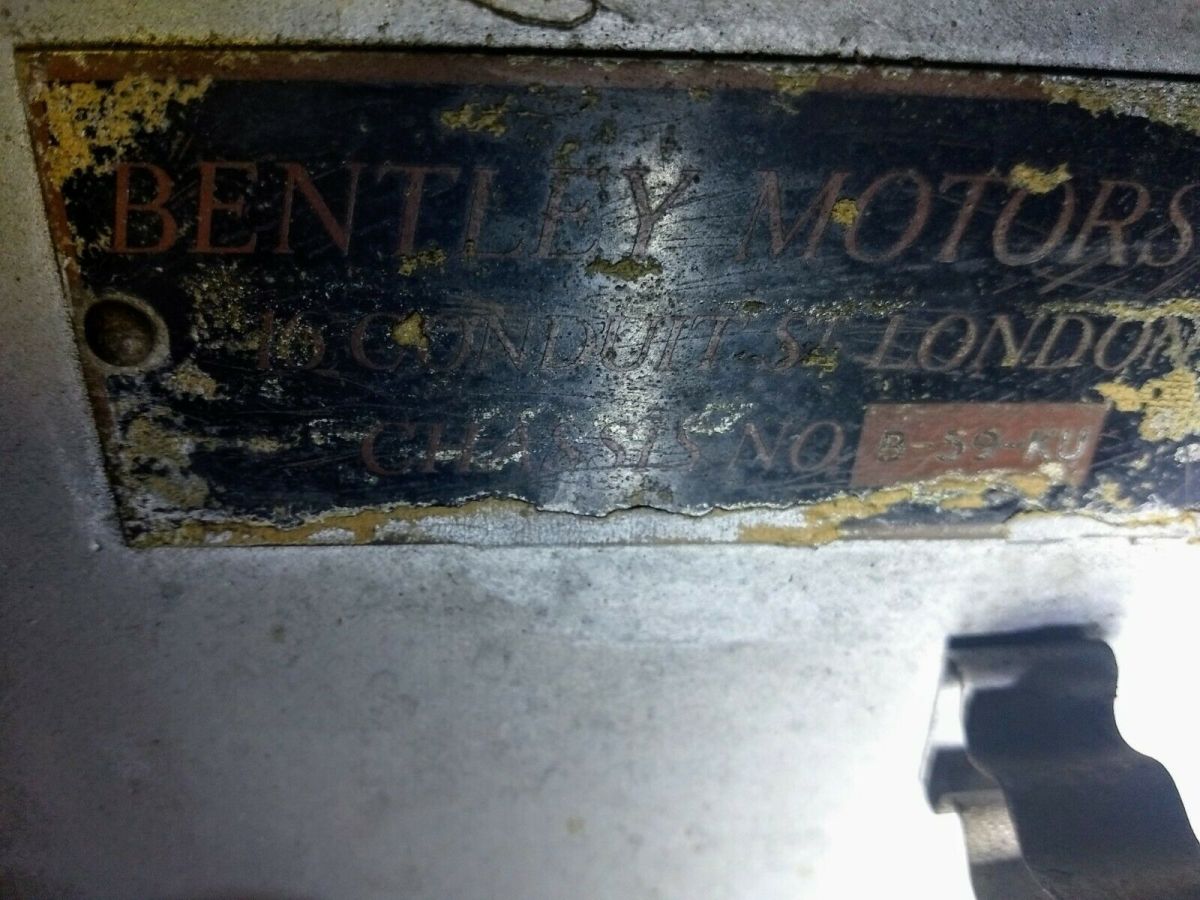 BENTLEY MOTORS
16, CONDUIT ST. LONDON
CHASSIS NO. B-59-KU